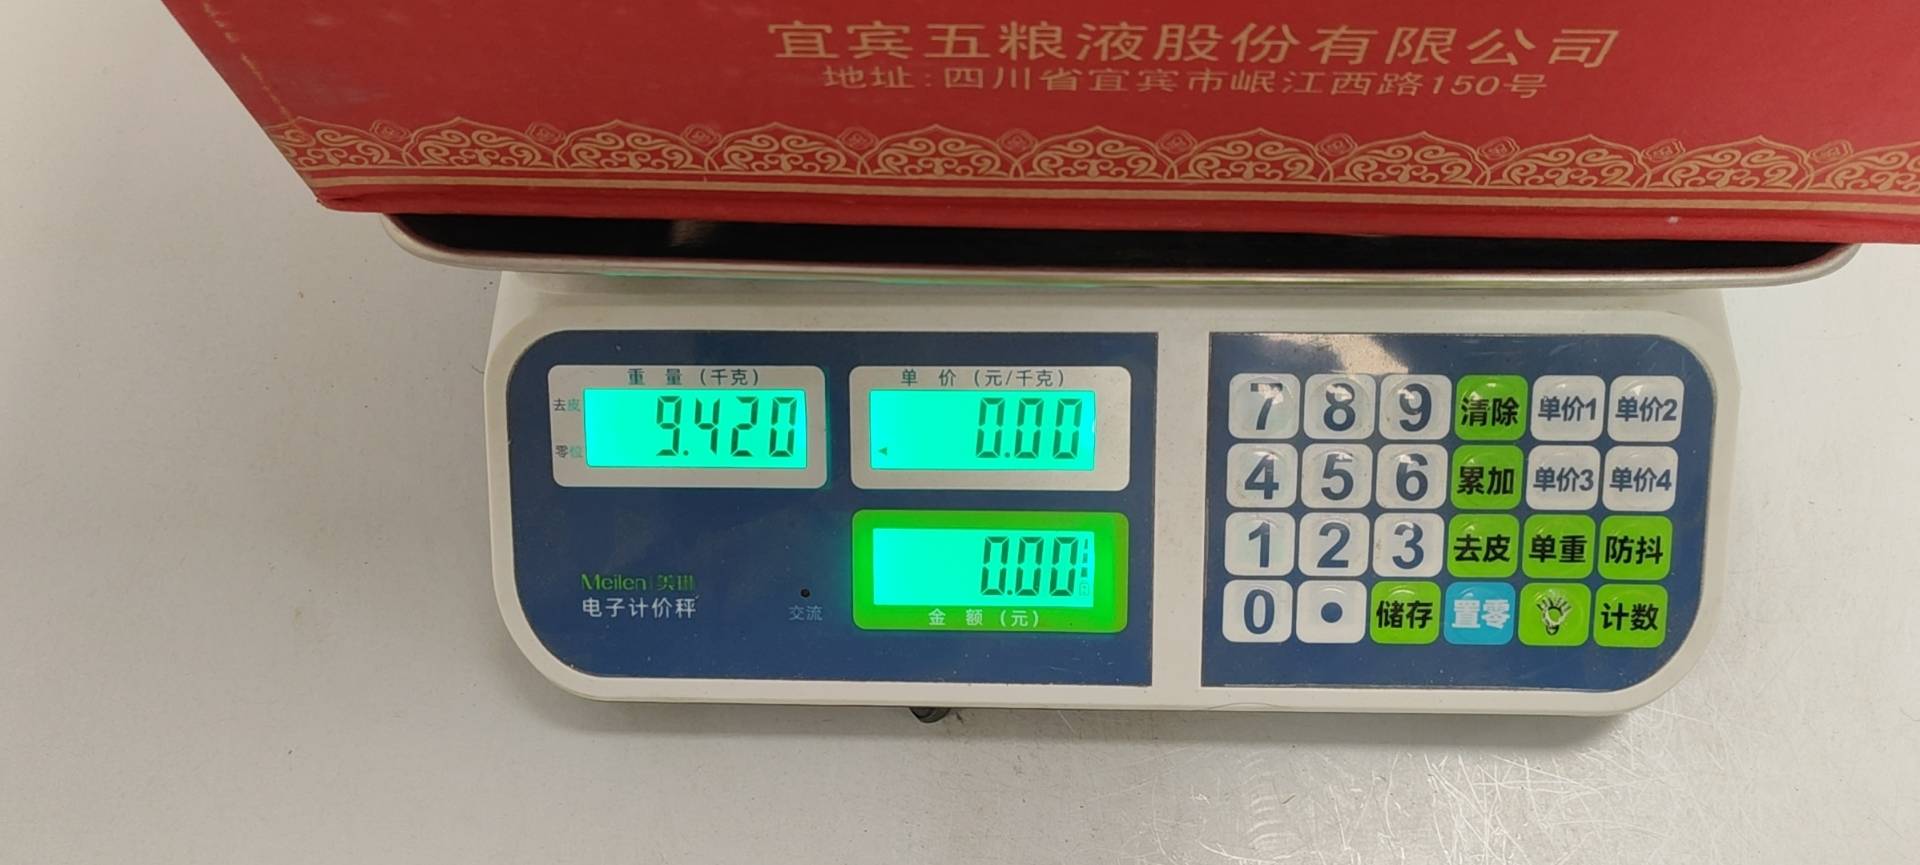 宜宾五粮液股份有限公司
地址:四川省宜宾市岷江西路150号
重 量 (千克)
去皮
零位
9.420
单 价 (元/千克)
0.00
0.00
金 额 (元)
Meilen 美琳
电子计价秤
交流
7 8 9 清除 单价1 单价2
4 5 6 累加 单价3 单价4
1 2 3 去皮 单重 防抖
0 • 储存 置零 计数